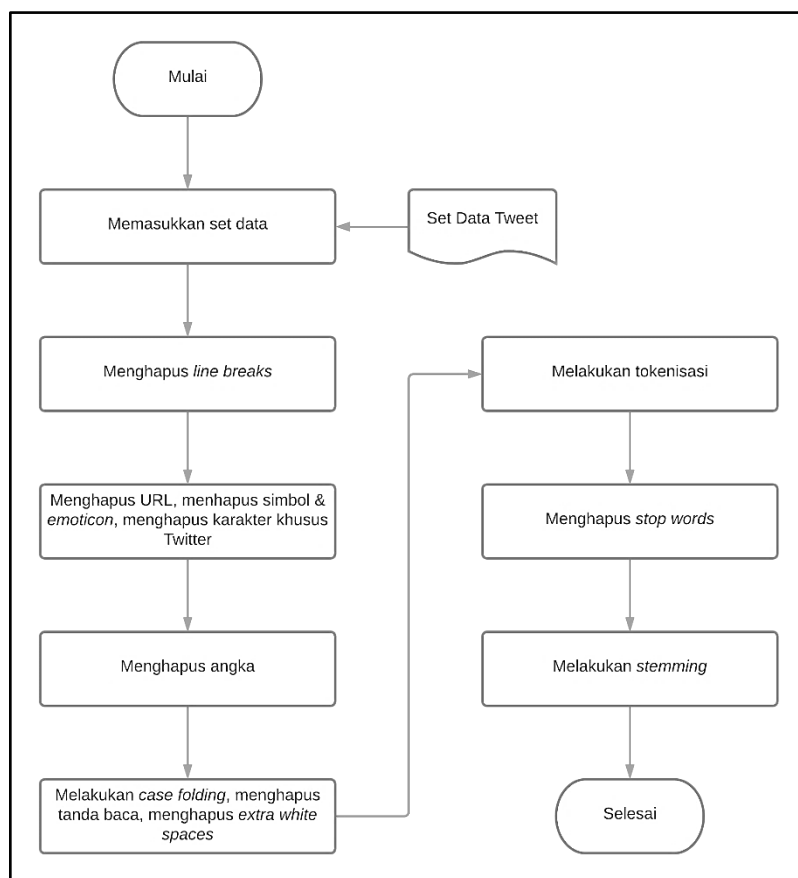 Mulai
Memasukkan set data
Set Data Tweet
Menghapus line breaks
Menghapus URL, menhapus simbol &
emoticon, menghapus karakter khusus
Twitter
Menghapus angka
Melakukan case folding, menghapus
tanda baca, menghapus extra white
spaces
Melakukan tokenisasi
Menghapus stop words
Melakukan stemming
Selesai